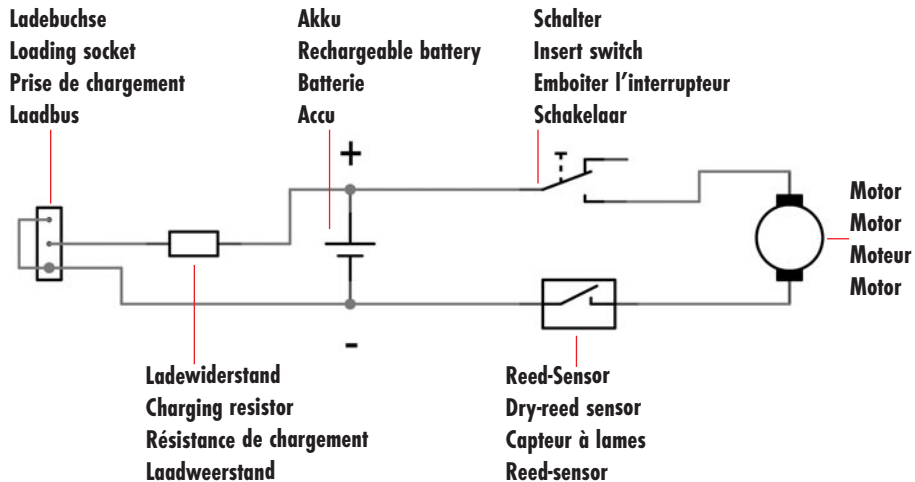 Ladebuchse
Loading socket
Prise de chargement
Laadbus
Akku
Rechargeable battery
Batterie
Accu
Schalter
Insert switch
Emboiter l'interrupteur
Schakelaar
+
Motor
Motor
Moteur
Motor
-
Ladewiderstand
Charging resistor
Résistance de chargement
Laadweerstand
Reed-Sensor
Dry-reed sensor
Capteur à lames
Reed-sensor